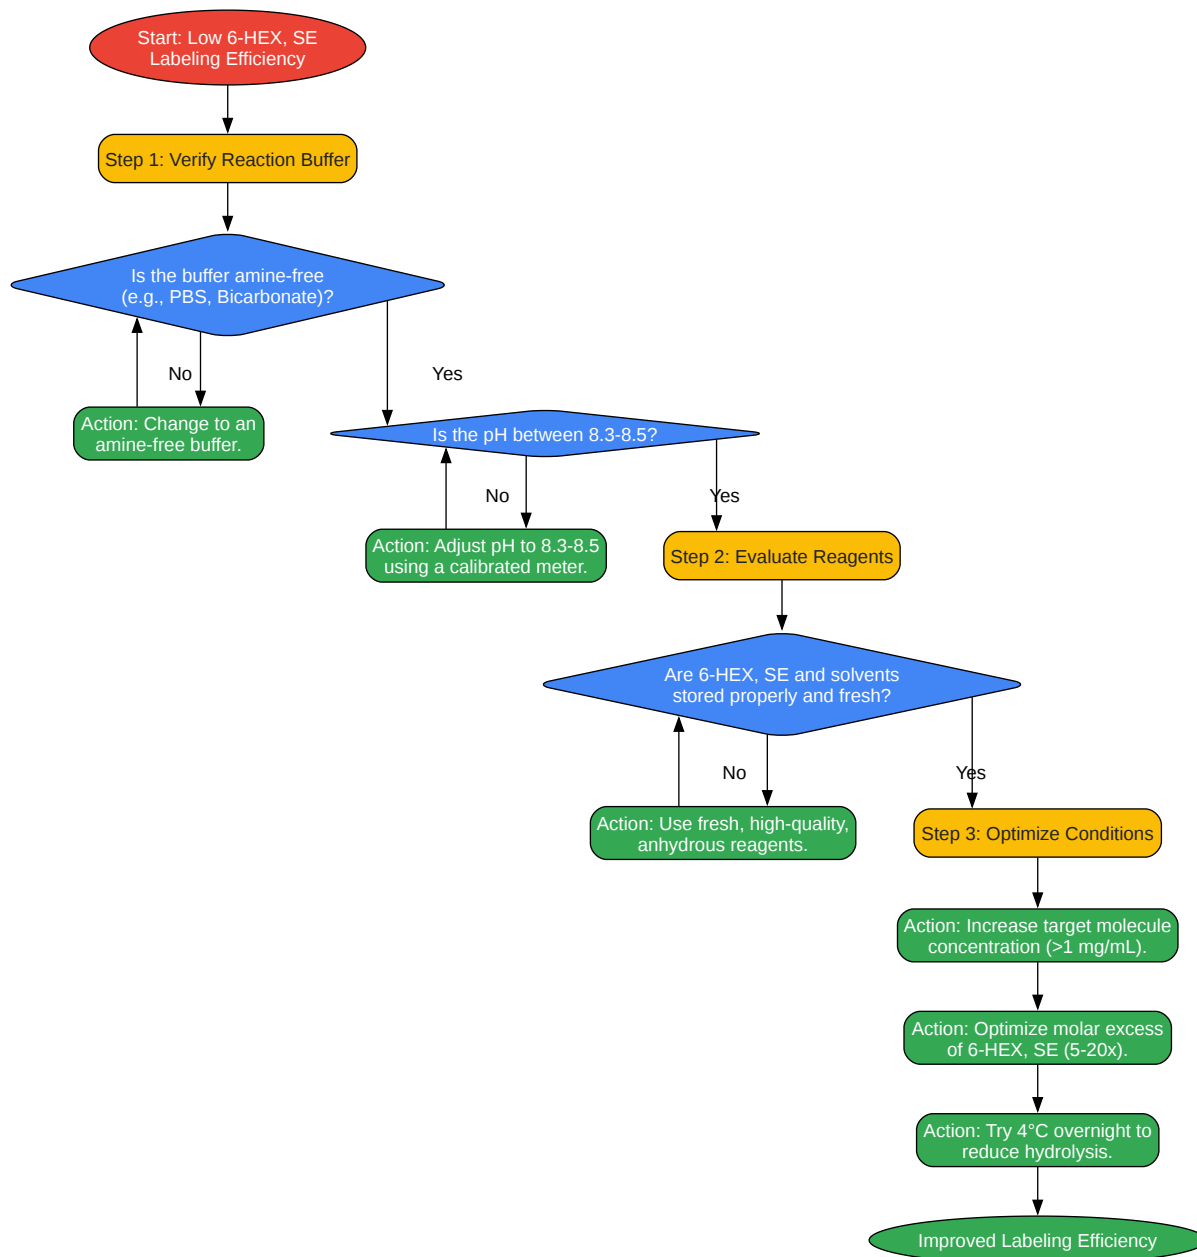 Start: Low 6-HEX, SE
Labeling Efficiency
Step 1: Verify Reaction Buffer
Is the buffer amine-free
(e.g., PBS, Bicarbonate)?
No
Yes
Action: Change to an
amine-free buffer.
Is the pH between 8.3-8.5?
No
Yes
Action: Adjust pH to 8.3-8.5
using a calibrated meter.
Step 2: Evaluate Reagents
Are 6-HEX, SE and solvents
stored properly and fresh?
No
Yes
Action: Use fresh, high-quality,
anhydrous reagents.
Step 3: Optimize Conditions
Action: Increase target molecule
concentration (>1 mg/mL).
Action: Optimize molar excess
of 6-HEX, SE (5-20x).
Action: Try 4°C overnight to
reduce hydrolysis.
Improved Labeling Efficiency